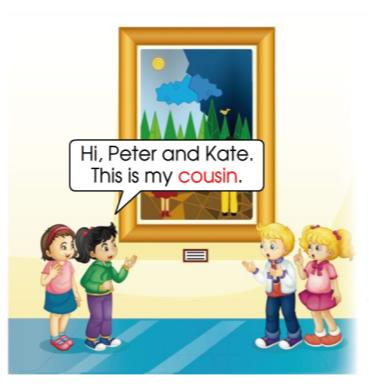 Hi, Peter and Kate.
This is my cousin.